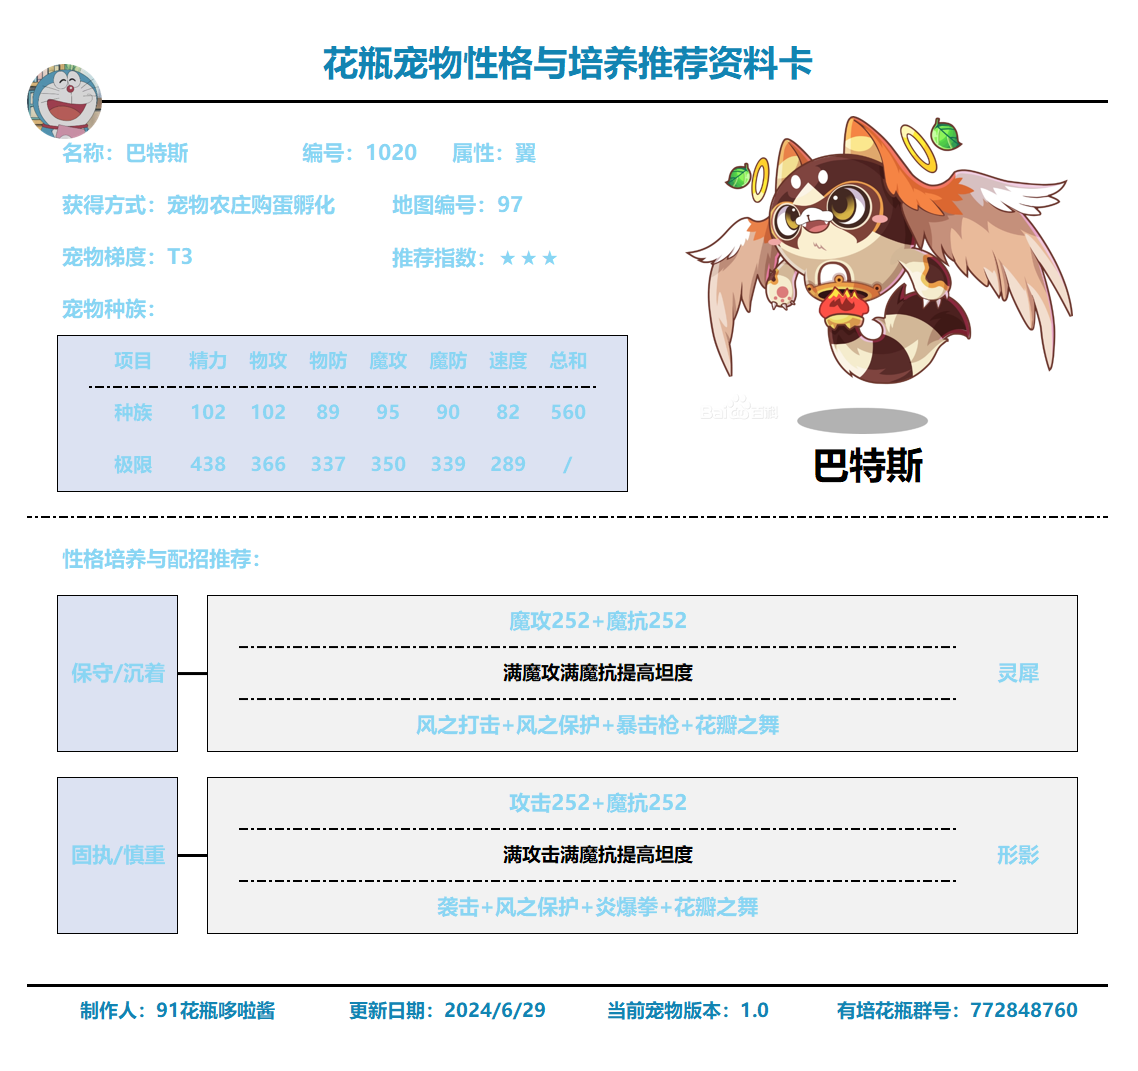 花瓶宠物性格与培养推荐资料卡
名称：巴特斯 编号：1020 属性：翼
获得方式：宠物农庄购蛋孵化 地图编号：97
宠物梯度：T3 推荐指数：★★★
宠物种族：
项目 精力 物攻 物防 魔攻 魔防 速度 总和
种族 102 102 89 95 90 82 560
极限 438 366 337 350 339 289 /
Bai百科
巴特斯
性格培养与配招推荐：
魔攻252+魔抗252
保守/沉着 满魔攻满魔抗提高坦度 灵犀
风之打击+风之保护+暴击枪+花瓣之舞
攻击252+魔抗252
固执/慎重 满攻击满魔抗提高坦度 形影
袭击+风之保护+炎爆拳+花瓣之舞
制作人：91花瓶哆啦酱 更新日期：2024/6/29 当前宠物版本：1.0 有培花瓶群号：772848760